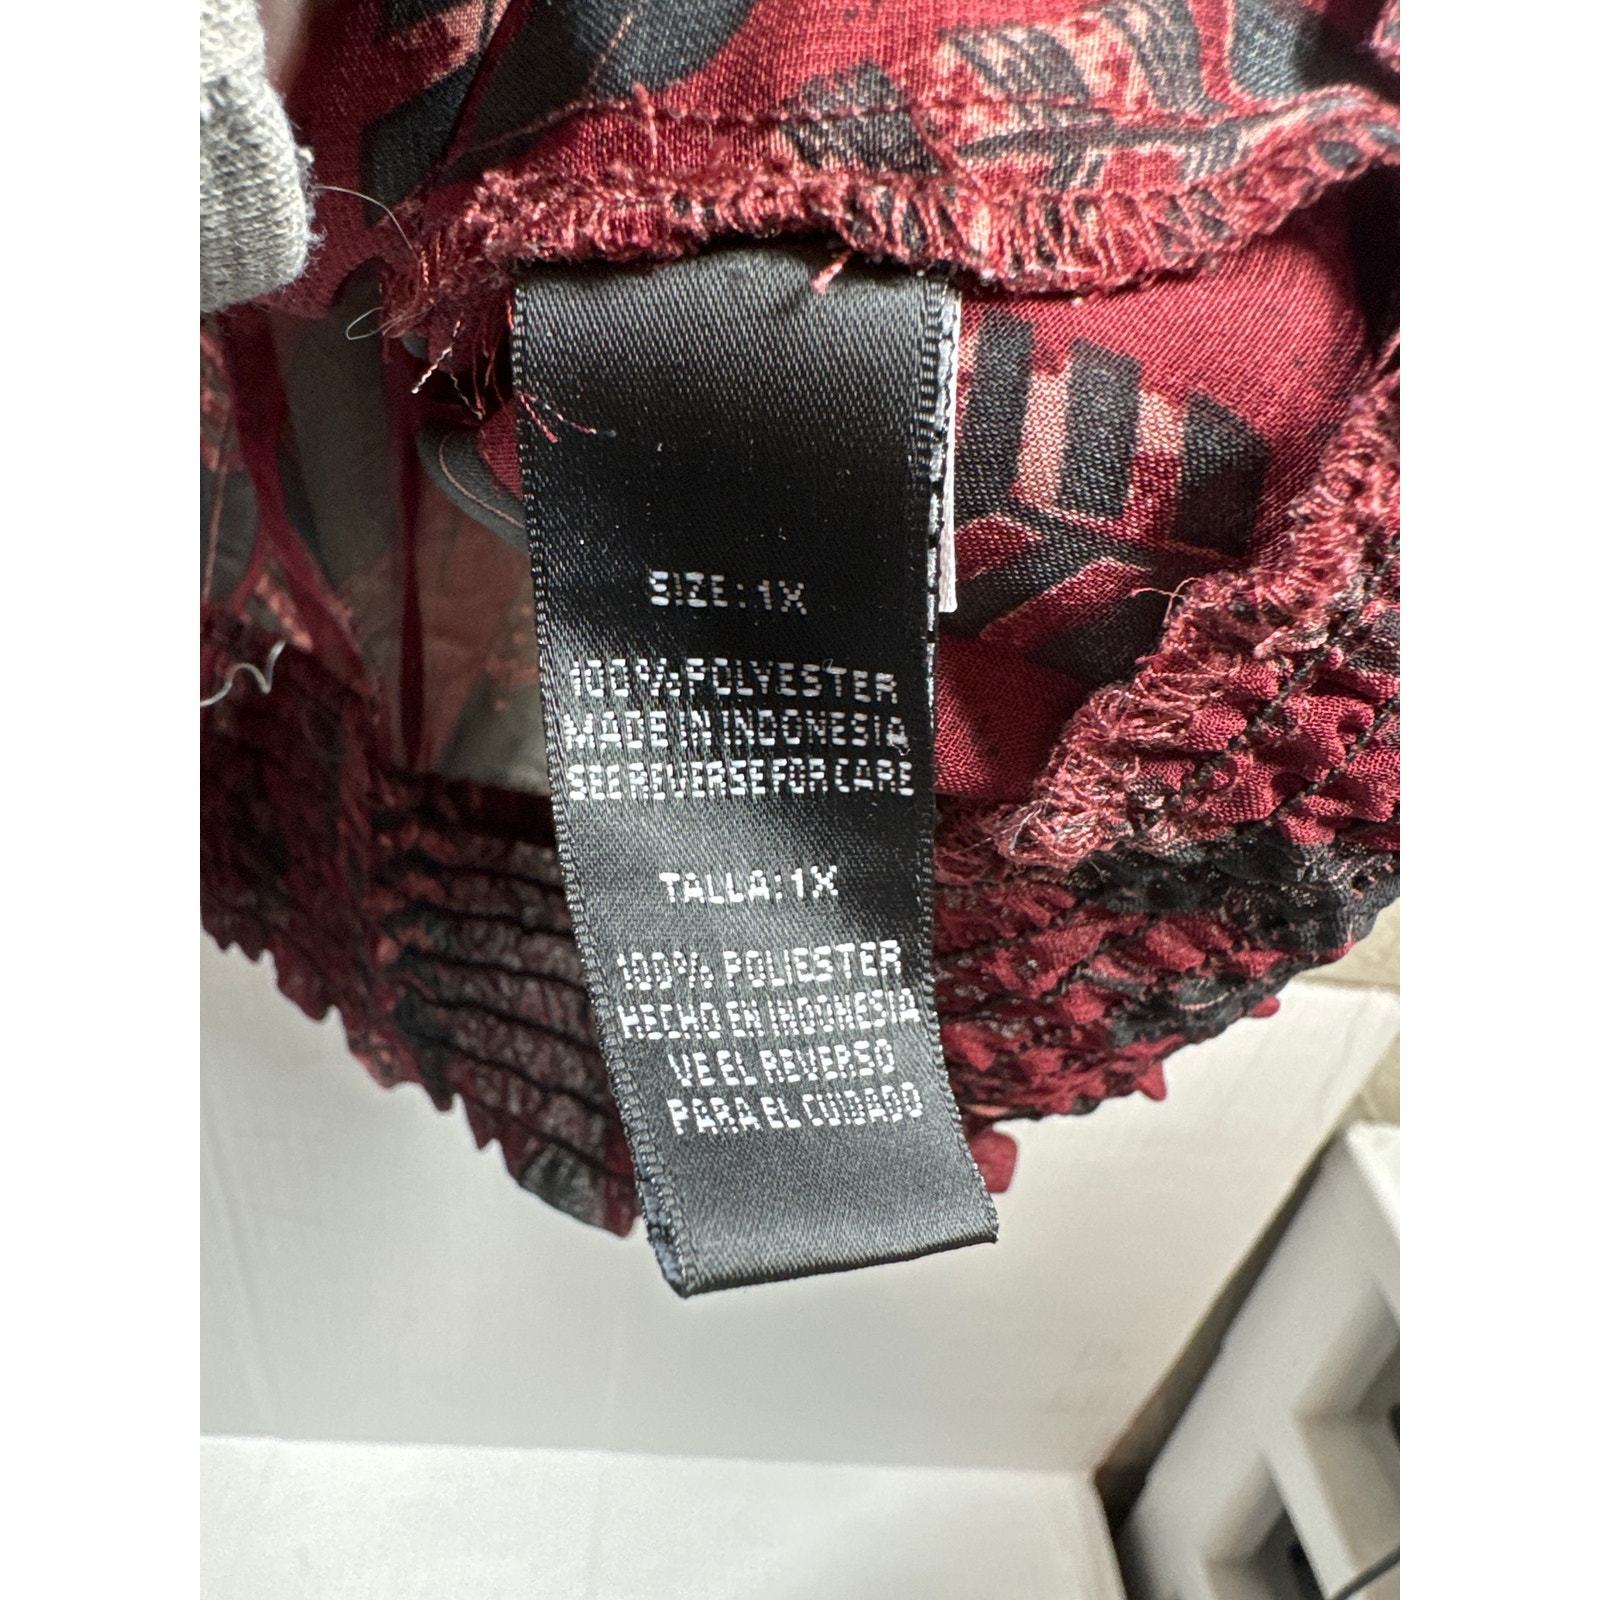 SIZE: 1X
100% POLYESTER
MADE IN INDONESIA
SEE REVERSE FOR CARE
TALLA: 1X
100% POLIESTER
HECHO EN INDONESIA
VE EL REVERSO
PARA EL CUIDADO